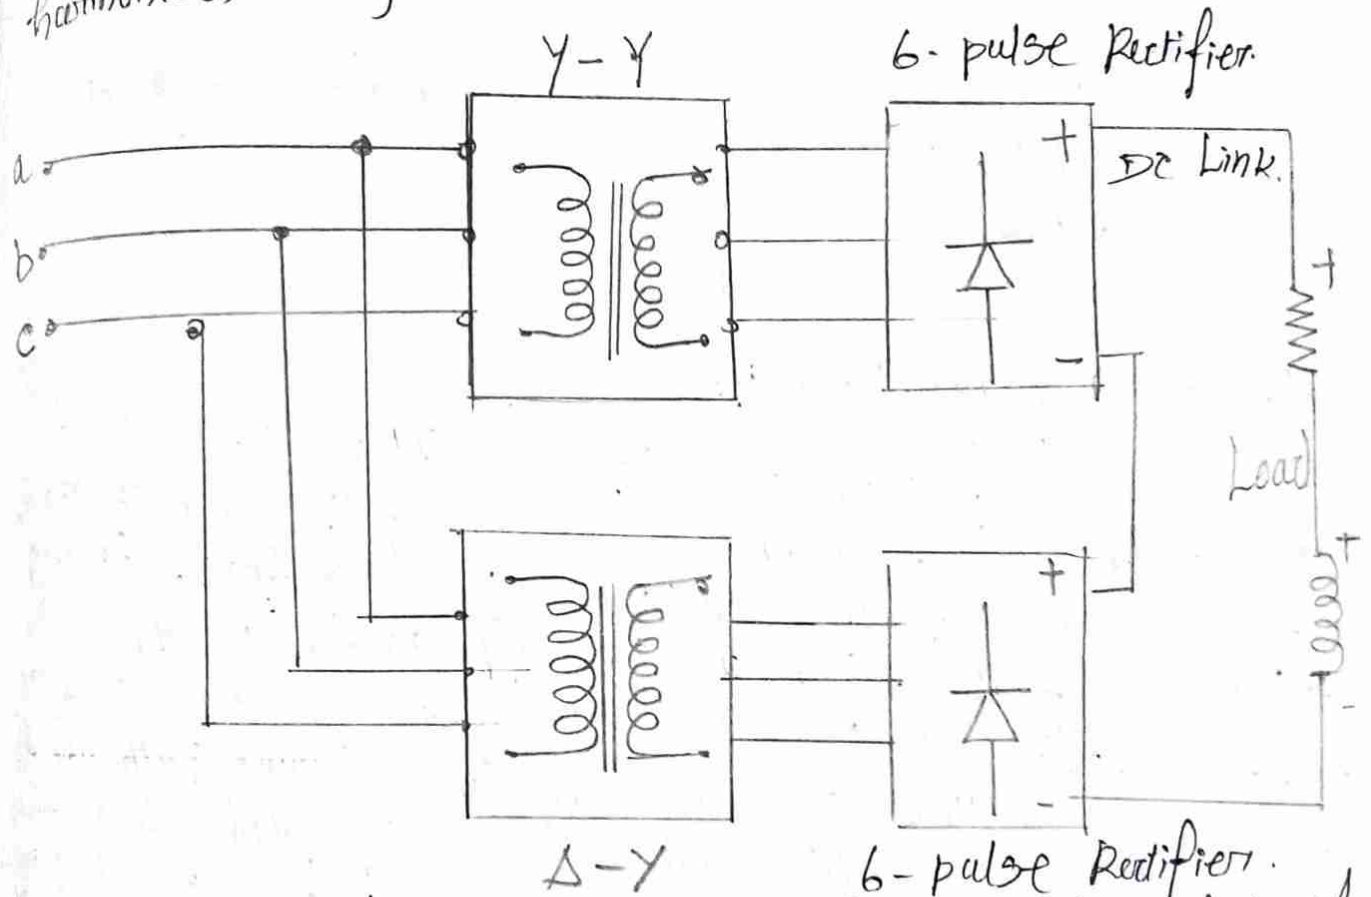 Y-Y
6-pulse Rectifier.
a
+
DC Link.
b
+
c
-
Load
+
+
-
-
Δ-Y
6-pulse Rectifier.